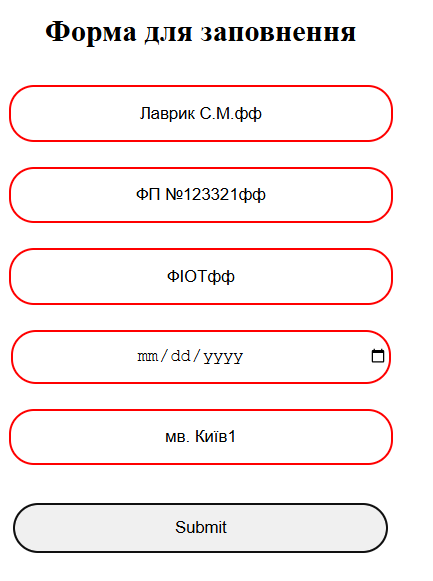 Форма для заповнення
Лаврик С.М.фф
ФП №123321фф
ФІОТфф
mm/dd/yyyy
мв. Київ1
Submit